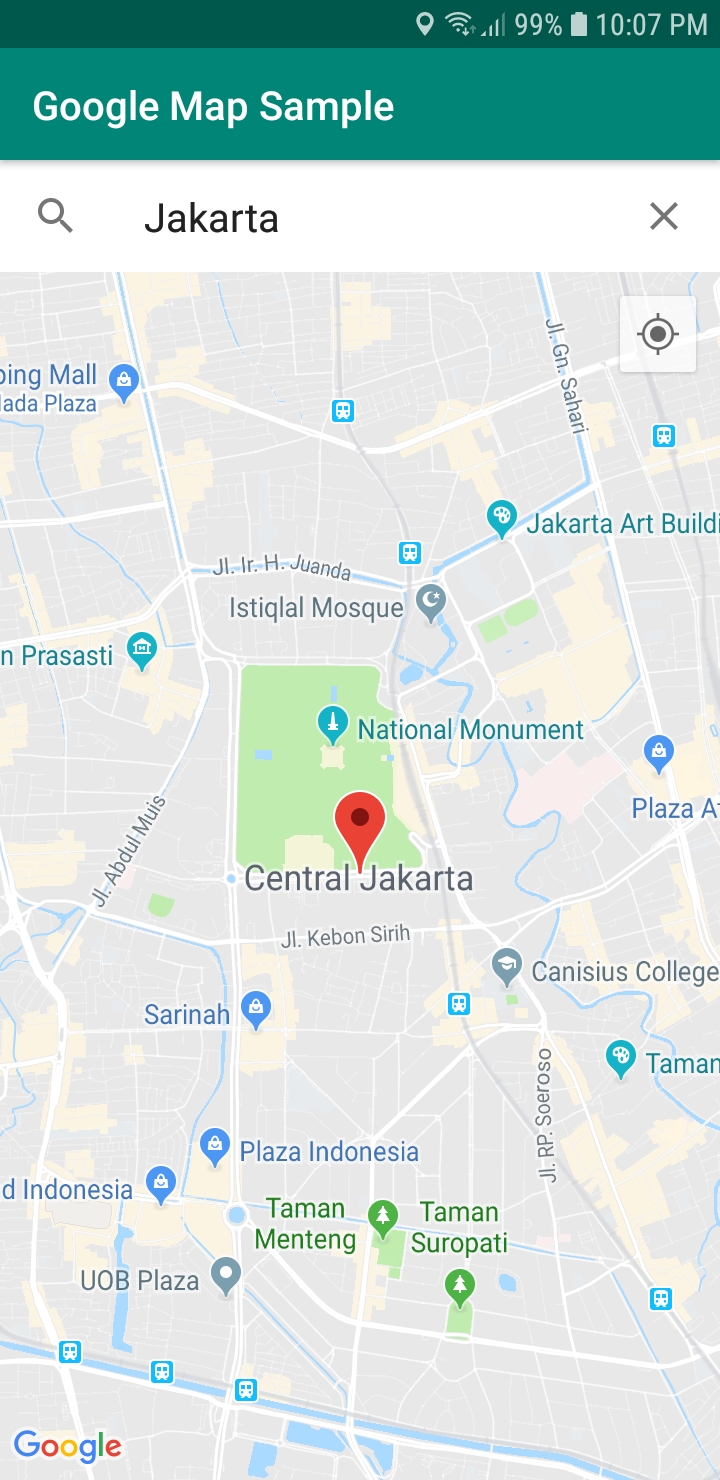 99% 10:07 PM
Google Map Sample
Jakarta
Jl. Gn. Sahari
ping Mall
Mada Plaza
Jakarta Art Buildi
Jl. Ir. H. Juanda
Istiqlal Mosque
n Prasasti
National Monument
Plaza At
Jl. Abdul Muis
Central Jakarta
Jl. Kebon Sirih
Canisius College
Sarinah
Taman
Jl. RP. Soeroso
Plaza Indonesia
d Indonesia
Taman
Menteng
Taman
Suropati
UOB Plaza
Google